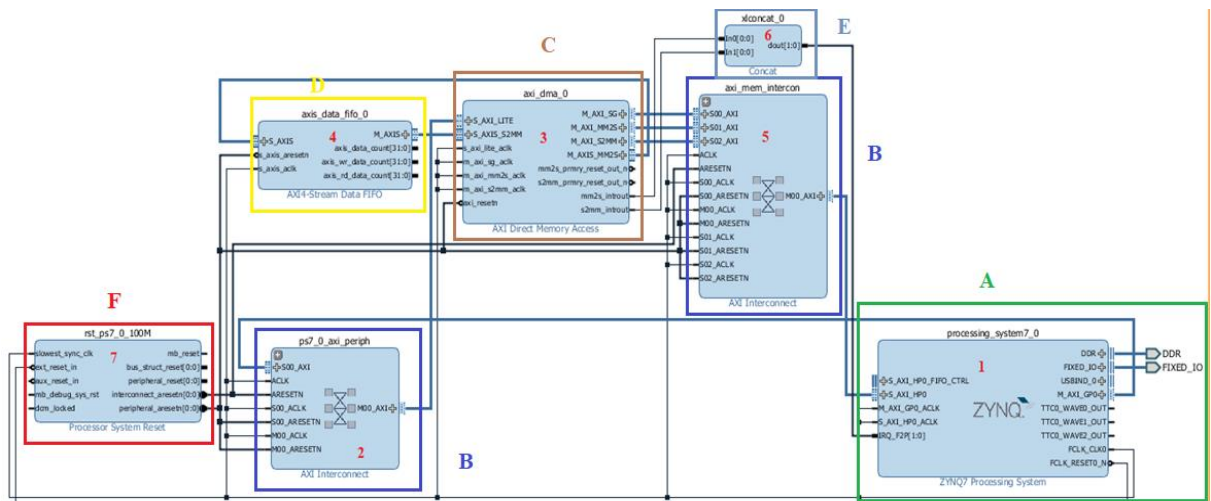 xlconcat_0
In0[0:0]
In1[0:0]
6
dout[1:0]
Concat
E
C
D
B
axis_data_fifo_0
S_AXIS
s_axis_aresetn
s_axis_aclk
4
M_AXIS
axis_data_count[31:0]
axis_wr_data_count[31:0]
axis_rd_data_count[31:0]
AXI4-Stream Data FIFO
axi_dma_0
S_AXI_LITE
S_AXIS_S2MM
s_axi_lite_aclk
m_axi_sg_aclk
m_axi_mm2s_aclk
m_axi_s2mm_aclk
axi_resetn
3
M_AXI_SG
M_AXI_MM2S
M_AXI_S2MM
M_AXIS_MM2S
mm2s_prmry_reset_out_n
s2mm_prmry_reset_out_n
mm2s_introut
s2mm_introut
AXI Direct Memory Access
axi_mem_intercon
S00_AXI
S01_AXI
S02_AXI
ACLK
ARESETN
S00_ACLK
S00_ARESETN
M00_ACLK
M00_ARESETN
S01_ACLK
S01_ARESETN
S02_ACLK
S02_ARESETN
5
M00_AXI
AXI Interconnect
F
rst_ps7_0_100M
slowest_sync_clk
ext_reset_in
aux_reset_in
mb_debug_sys_rst
dcm_locked
7
mb_reset
bus_struct_reset[0:0]
peripheral_reset[0:0]
interconnect_aresetn[0:0]
peripheral_aresetn[0:0]
Processor System Reset
ps7_0_axi_periph
S00_AXI
ACLK
ARESETN
S00_ACLK
S00_ARESETN
M00_ACLK
M00_ARESETN
M00_AXI
2
AXI Interconnect
B
A
processing_system7_0
1
S_AXI_HP0_FIFO_CTRL
S_AXI_HP0
M_AXI_GP0_ACLK
S_AXI_HP0_ACLK
IRQ_F2P[1:0]
ZYNQ
DDR
FIXED_IO
USBIND_0
M_AXI_GP0
TTC0_WAVE0_OUT
TTC0_WAVE1_OUT
TTC0_WAVE2_OUT
FCLK_CLK0
FCLK_RESET0_N
ZYNQ7 Processing System
DDR
FIXED_IO